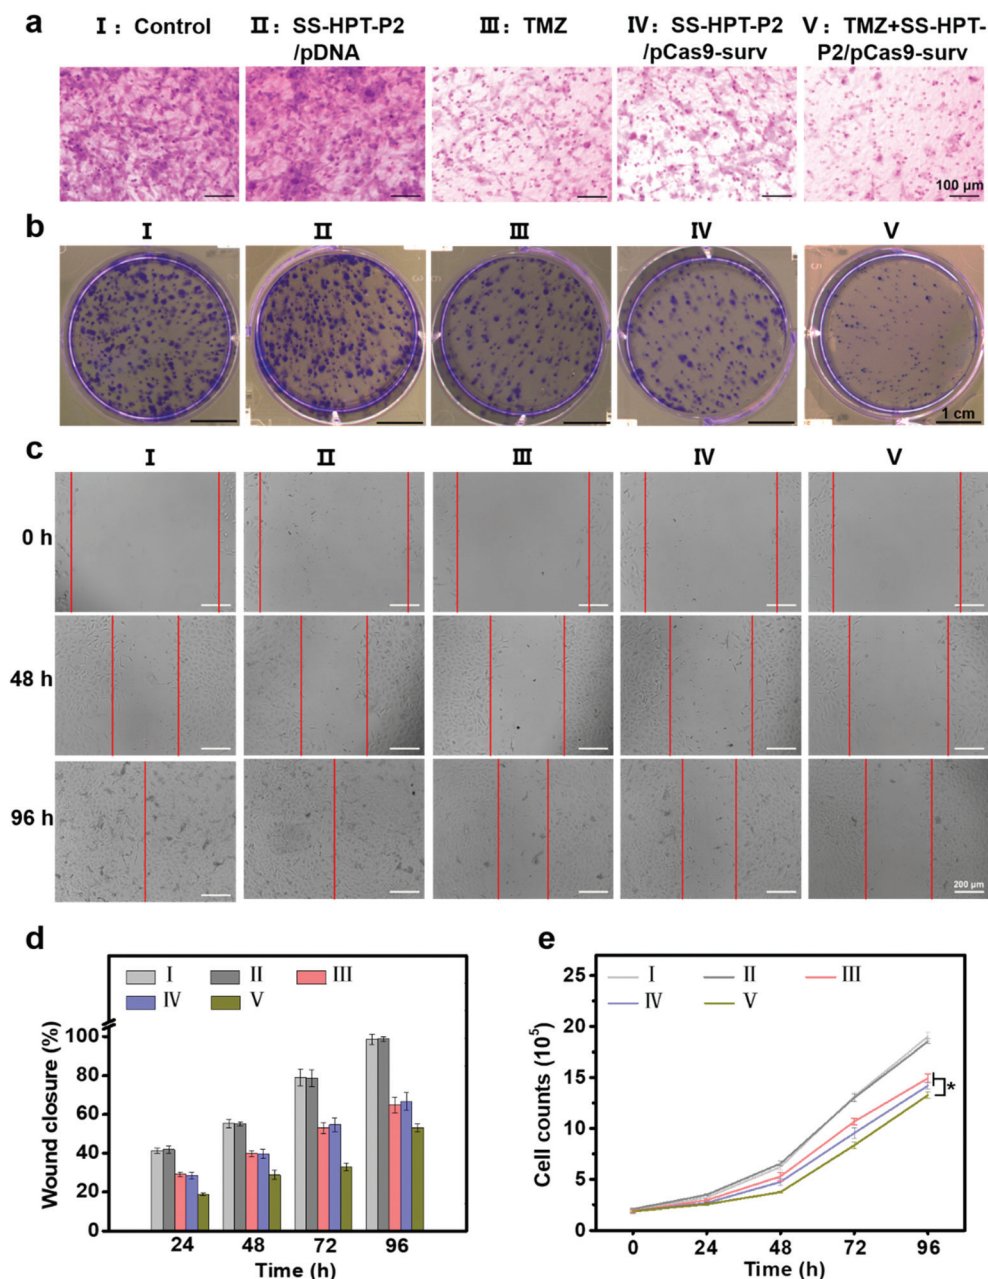 a
Ⅰ： Control
Ⅱ： SS-HPT-P2
/pDNA
Ⅲ： TMZ
Ⅳ： SS-HPT-P2
/pCas9-surv
Ⅴ： TMZ+SS-HPT-
P2/pCas9-surv
100 μm
b
Ⅰ Ⅱ Ⅲ Ⅳ Ⅴ
1 cm
c
Ⅰ Ⅱ Ⅲ Ⅳ Ⅴ
0 h
48 h
96 h
200 μm
d
Ⅰ Ⅱ Ⅲ
Ⅳ Ⅴ
Wound closure (%)
100
80
60
40
20
0
24 48 72 96
Time (h)
e
Ⅰ Ⅱ Ⅲ
Ⅳ Ⅴ
Cell counts (10⁵)
25
20
15
10
5
0
*
0 24 48 72 96
Time (h)